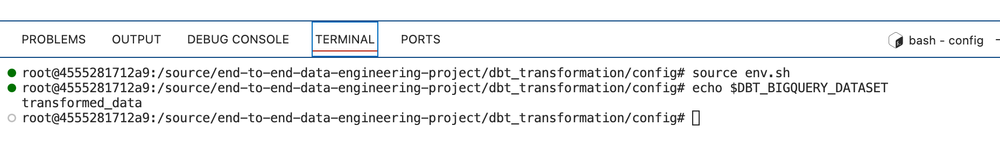 PROBLEMS OUTPUT DEBUG CONSOLE TERMINAL PORTS bash - config
root@4555281712a9:/source/end-to-end-data-engineering-project/dbt_transformation/config# source env.sh
root@4555281712a9:/source/end-to-end-data-engineering-project/dbt_transformation/config# echo $DBT_BIGQUERY_DATASET
transformed_data
root@4555281712a9:/source/end-to-end-data-engineering-project/dbt_transformation/config#